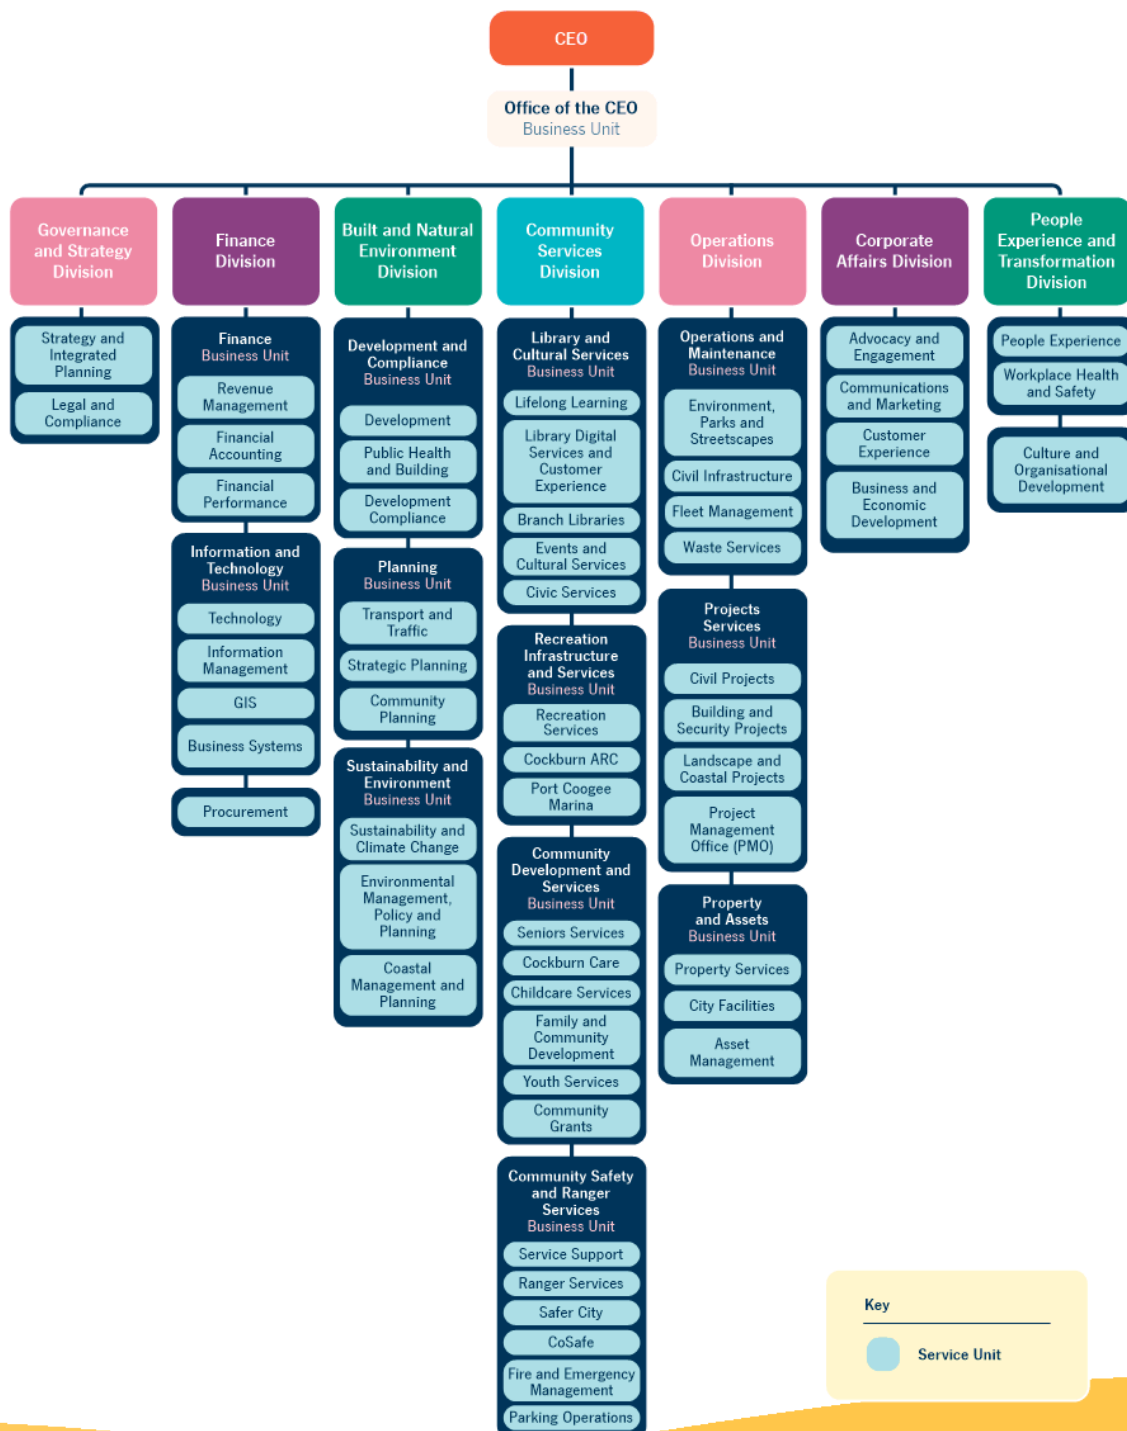 CEO
Office of the CEO
Business Unit
Governance
and Strategy
Division
Strategy and
Integrated
Planning
Legal and
Compliance
Finance
Division
Finance
Business Unit
Revenue
Management
Financial
Accounting
Financial
Performance
Information and
Technology
Business Unit
Technology
Information
Management
GIS
Business Systems
Procurement
Built and Natural
Environment
Division
Development and
Compliance
Business Unit
Development
Public Health
and Building
Development
Compliance
Planning
Business Unit
Transport and
Traffic
Strategic Planning
Community
Planning
Sustainability and
Environment
Business Unit
Sustainability and
Climate Change
Environmental
Management,
Policy and
Planning
Coastal
Management and
Planning
Community
Services
Division
Library and
Cultural Services
Business Unit
Lifelong Learning
Library Digital
Services and
Customer
Experience
Branch Libraries
Events and
Cultural Services
Civic Services
Recreation
Infrastructure
and Services
Business Unit
Recreation
Services
Cockburn ARC
Port Coogee
Marina
Community
Development and
Services
Business Unit
Seniors Services
Cockburn Care
Childcare Services
Family and
Community
Development
Youth Services
Community
Grants
Community Safety
and Ranger
Services
Business Unit
Service Support
Ranger Services
Safer City
CoSafe
Fire and Emergency
Management
Parking Operations
Operations
Division
Operations and
Maintenance
Business Unit
Environment,
Parks and
Streetscapes
Civil Infrastructure
Fleet Management
Waste Services
Projects
Services
Business Unit
Civil Projects
Building and
Security Projects
Landscape and
Coastal Projects
Project
Management
Office (PMO)
Property
and Assets
Business Unit
Property Services
City Facilities
Asset
Management
Corporate
Affairs Division
Advocacy and
Engagement
Communications
and Marketing
Customer
Experience
Business and
Economic
Development
People
Experience and
Transformation
Division
People Experience
Workplace Health
and Safety
Culture and
Organisational
Development
Key
Service Unit